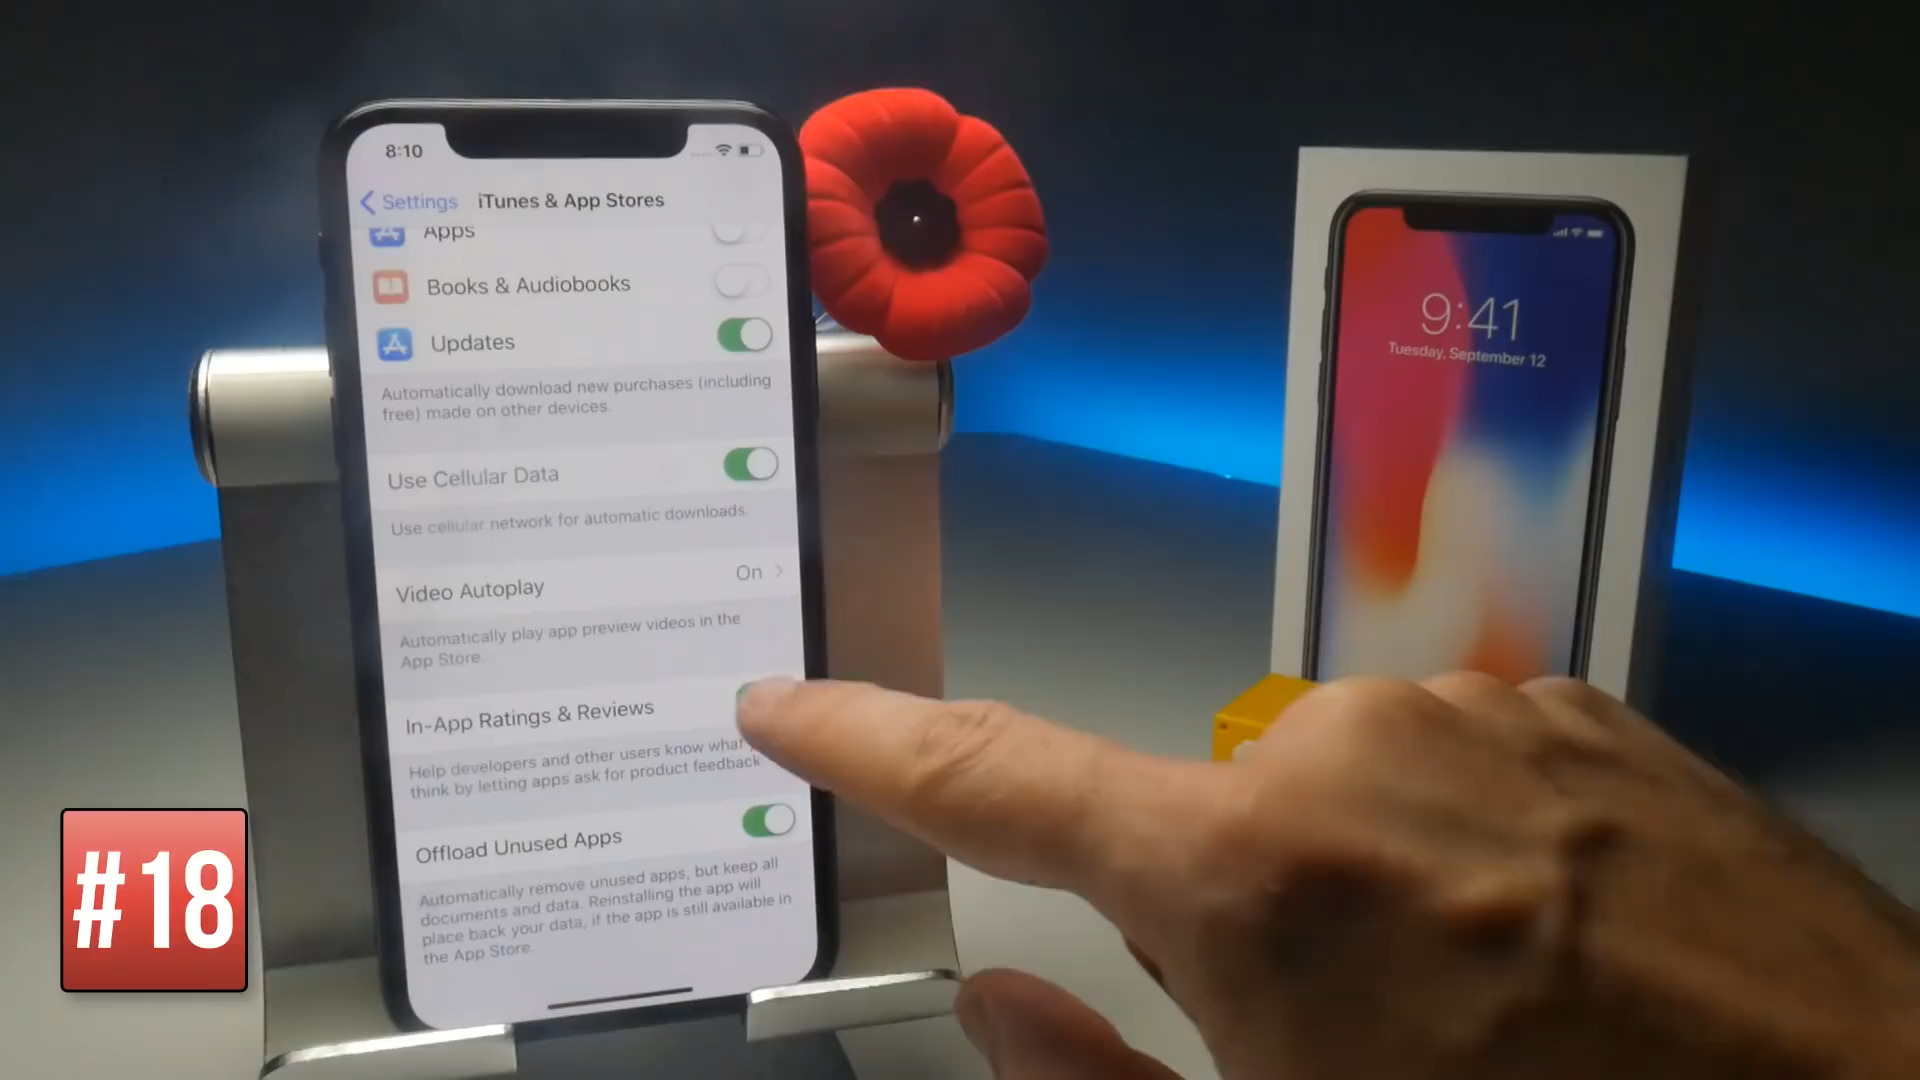 8:10
Settings
iTunes & App Stores
Apps
Books & Audiobooks
Updates
Automatically download new purchases (including
free) made on other devices.
Use Cellular Data
Use cellular network for automatic downloads.
Video Autoplay
On
Automatically play app preview videos in the
App Store.
In-App Ratings & Reviews
Help developers and other users know what
think by letting apps ask for product feedback
Offload Unused Apps
Automatically remove unused apps, but keep all
documents and data. Reinstalling the app will
place back your data, if the app is still available in
the App Store.
9:41
Tuesday, September 12
#18